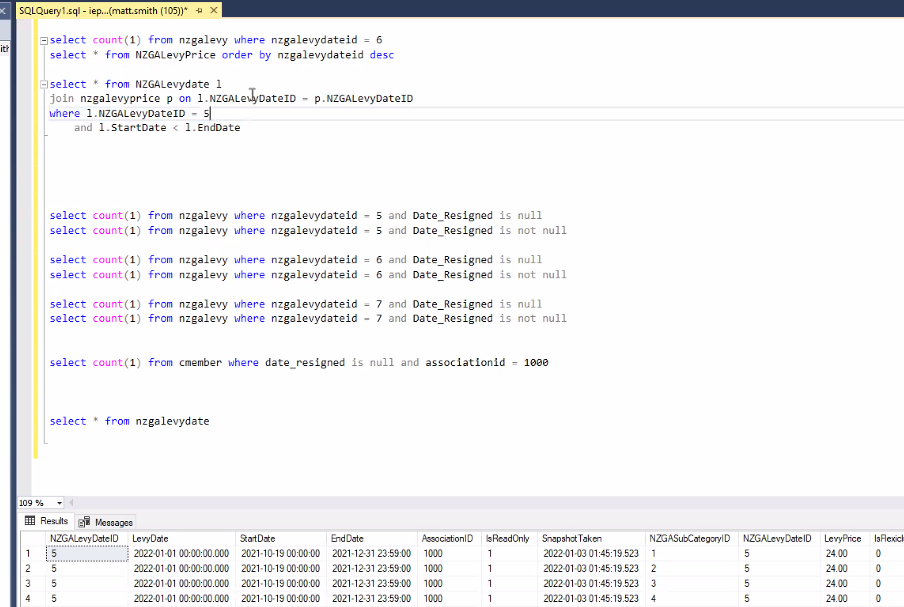 SQLQuery1.sql - iep...(matt.smith (105))*
select count(1) from nzgalevy where nzgalevydateid = 6
select * from NZGALevyPrice order by nzgalevydateid desc
select * from NZGALevydate l
join nzgalevyprice p on l.NZGALevyDateID = p.NZGALevyDateID
where l.NZGALevyDateID = 5
and l.StartDate < l.EndDate
select count(1) from nzgalevy where nzgalevydateid = 5 and Date_Resigned is null
select count(1) from nzgalevy where nzgalevydateid = 5 and Date_Resigned is not null
select count(1) from nzgalevy where nzgalevydateid = 6 and Date_Resigned is null
select count(1) from nzgalevy where nzgalevydateid = 6 and Date_Resigned is not null
select count(1) from nzgalevy where nzgalevydateid = 7 and Date_Resigned is null
select count(1) from nzgalevy where nzgalevydateid = 7 and Date_Resigned is not null
select count(1) from cmember where date_resigned is null and associationid = 1000
select * from nzgalevydate
109 %
Results Messages
NZGALevyDateID LevyDate StartDate EndDate AssociationID IsReadOnly SnapshotTaken NZGASubCategoryID NZGALevyDateID LevyPrice IsFlexicl
1 5 2022-01-01 00:00:00.000 2021-10-19 00:00:00 2021-12-31 23:59:00 1000 1 2022-01-03 01:45:19.523 1 5 24.00 0
2 5 2022-01-01 00:00:00.000 2021-10-19 00:00:00 2021-12-31 23:59:00 1000 1 2022-01-03 01:45:19.523 2 5 24.00 0
3 5 2022-01-01 00:00:00.000 2021-10-19 00:00:00 2021-12-31 23:59:00 1000 1 2022-01-03 01:45:19.523 3 5 24.00 0
4 5 2022-01-01 00:00:00.000 2021-10-19 00:00:00 2021-12-31 23:59:00 1000 1 2022-01-03 01:45:19.523 4 5 24.00 0